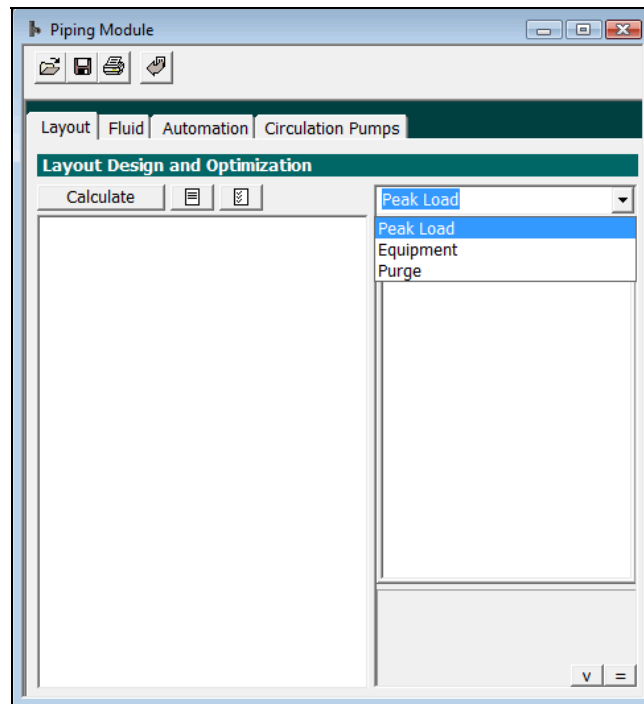 Piping Module
Layout Fluid Automation Circulation Pumps
Layout Design and Optimization
Calculate
Peak Load
Peak Load
Equipment
Purge
v =